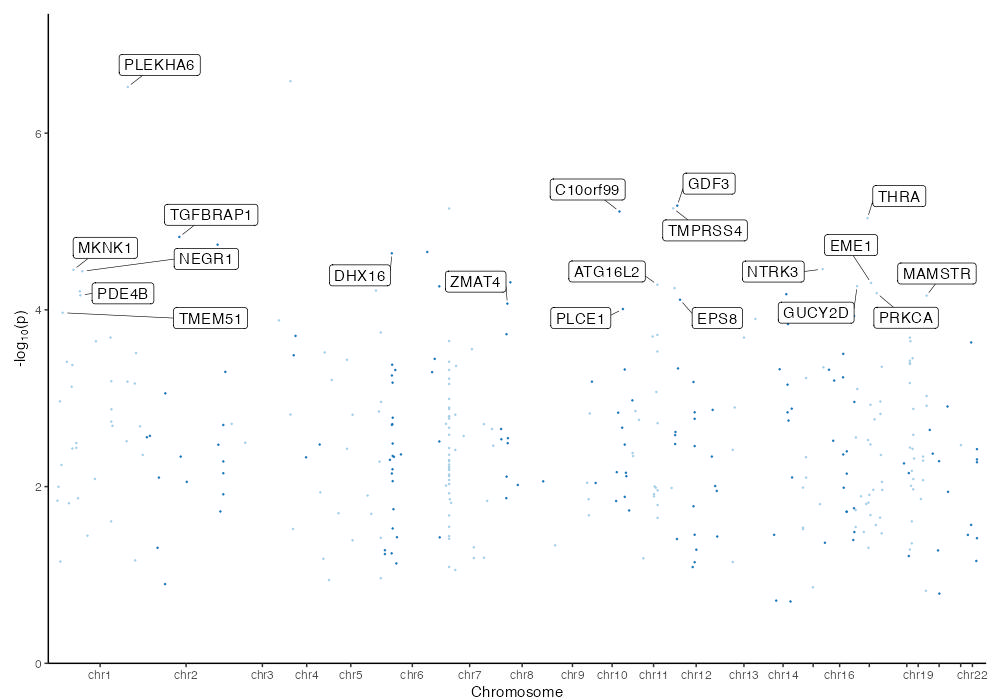 PLEKHA6
6
C10orf99
GDF3
THRA
TGFBRAP1
TMPRSS4
MKNK1
EME1
NEGR1
DHX16
ZMAT4
ATG16L2
NTRK3
MAMSTR
PDE4B
4
TMEM51
PLCE1
EPS8
GUCY2D
PRKCA
-log10(p)
2
0
chr1 chr2 chr3 chr4 chr5 chr6 chr7 chr8 chr9 chr10 chr11 chr12 chr13 chr14 chr16 chr19 chr22
Chromosome